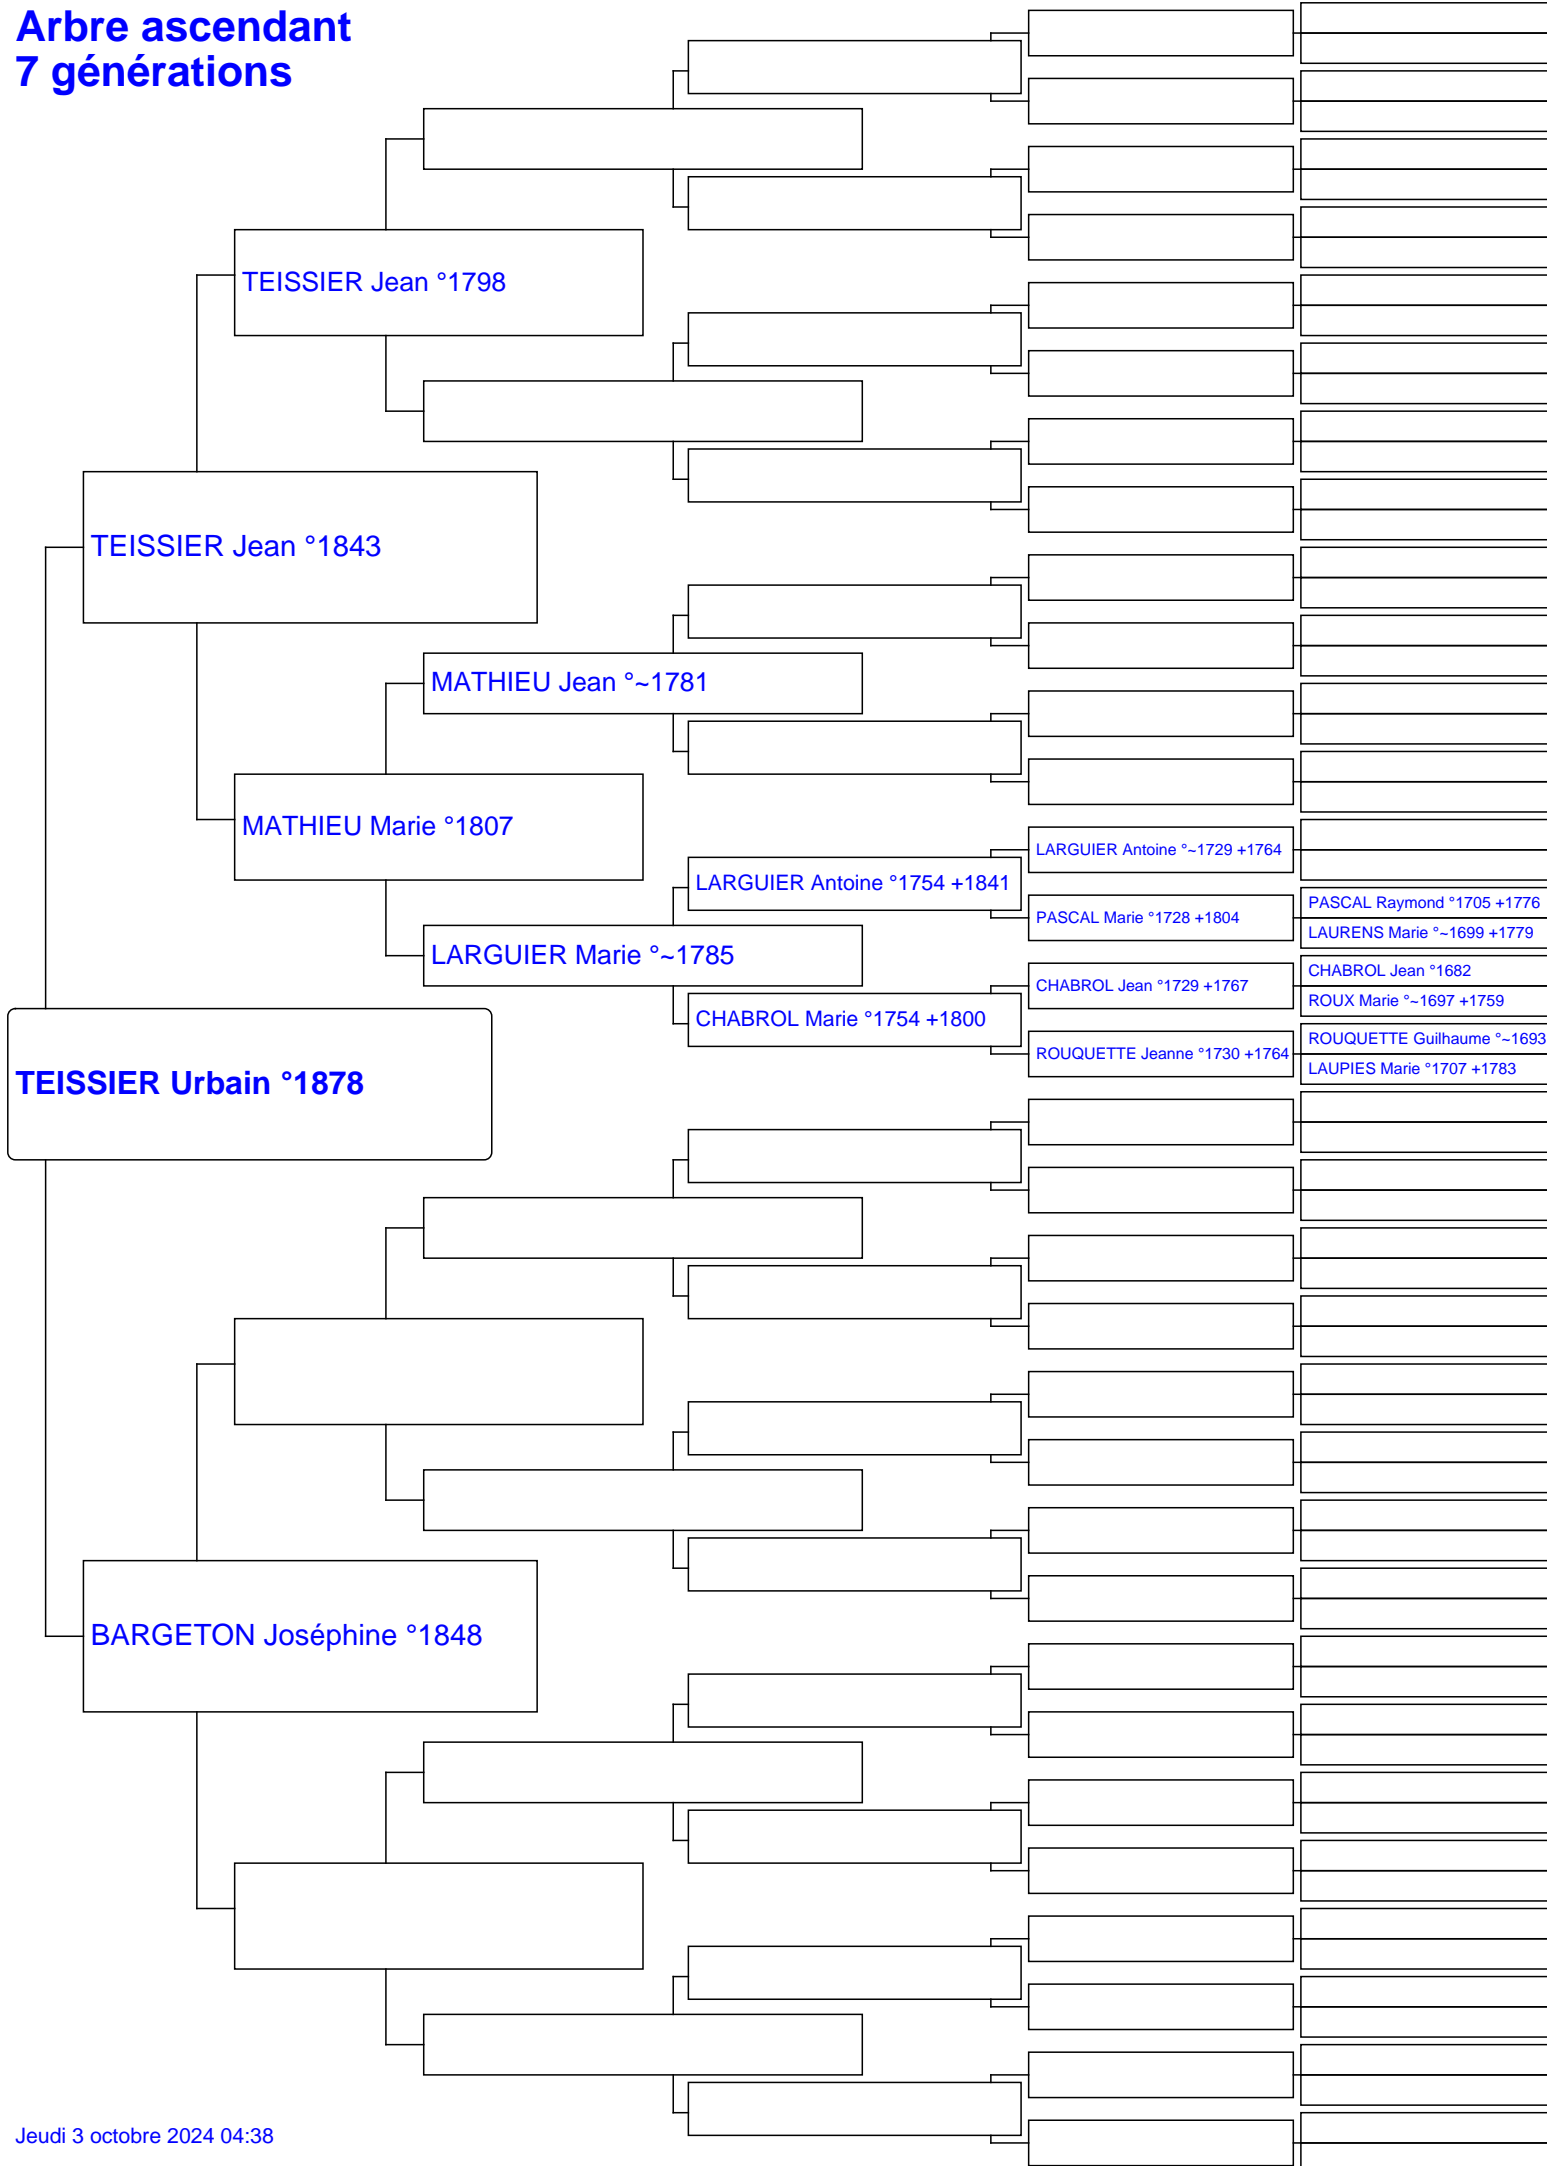 Arbre ascendant
7 générations
TEISSIER Jean °1798
TEISSIER Jean °1843
MATHIEU Jean °~1781
MATHIEU Marie °1807
LARGUIER Antoine °~1729 +1764
LARGUIER Antoine °1754 +1841
PASCAL Raymond °1705 +1776
PASCAL Marie °1728 +1804
LAURENS Marie °~1699 +1779
LARGUIER Marie °~1785
CHABROL Jean °1682
CHABROL Jean °1729 +1767
ROUX Marie °~1697 +1759
CHABROL Marie °1754 +1800
ROUQUETTE Guilhaume °~1693
ROUQUETTE Jeanne °1730 +1764
LAUPIES Marie °1707 +1783
TEISSIER Urbain °1878
BARGETON Joséphine °1848
Jeudi 3 octobre 2024 04:38